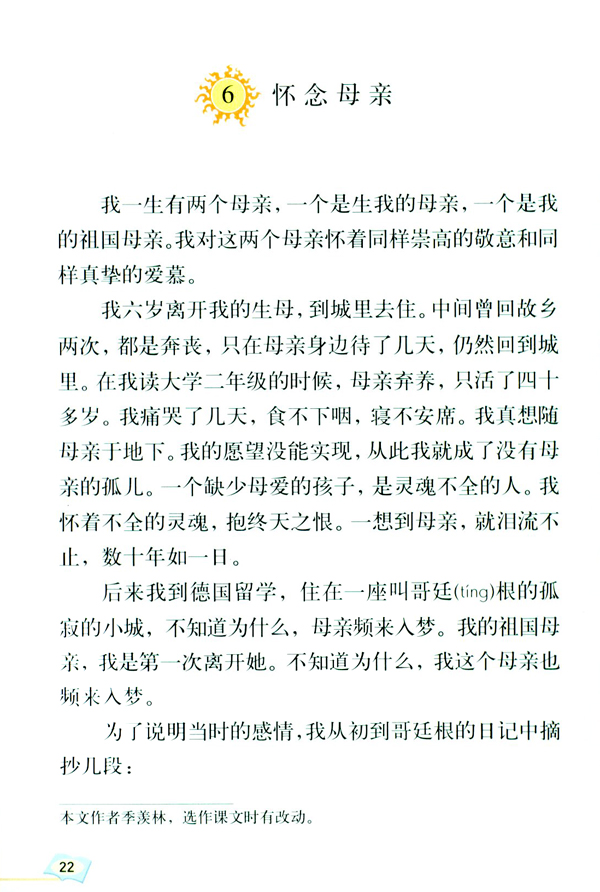 6 怀念母亲
我一生有两个母亲，一个是生我的母亲，一个是我
的祖国母亲。我对这两个母亲怀着同样崇高的敬意和同
样真挚的爱慕。
我六岁离开我的生母，到城里去住。中间曾回故乡
两次，都是奔丧，只在母亲身边待了几天，仍然回到城
里。在我读大学二年级的时候，母亲弃养，只活了四十
多岁。我痛哭了几天，食不下咽，寝不安席。我真想随
母亲于地下。我的愿望没能实现，从此我就成了没有母
亲的孤儿。一个缺少母爱的孩子，是灵魂不全的人。我
怀着不全的灵魂，抱终天之恨。一想到母亲，就泪流不
止，数十年如一日。
后来我到德国留学，住在一座叫哥廷(tíng)根的孤
寂的小城，不知道为什么，母亲频来入梦。我的祖国母
亲，我是第一次离开她。不知道为什么，我这个母亲也
频来入梦。
为了说明当时的感情，我从初到哥廷根的日记中摘
抄几段：
本文作者季羡林，选作课文时有改动。
22